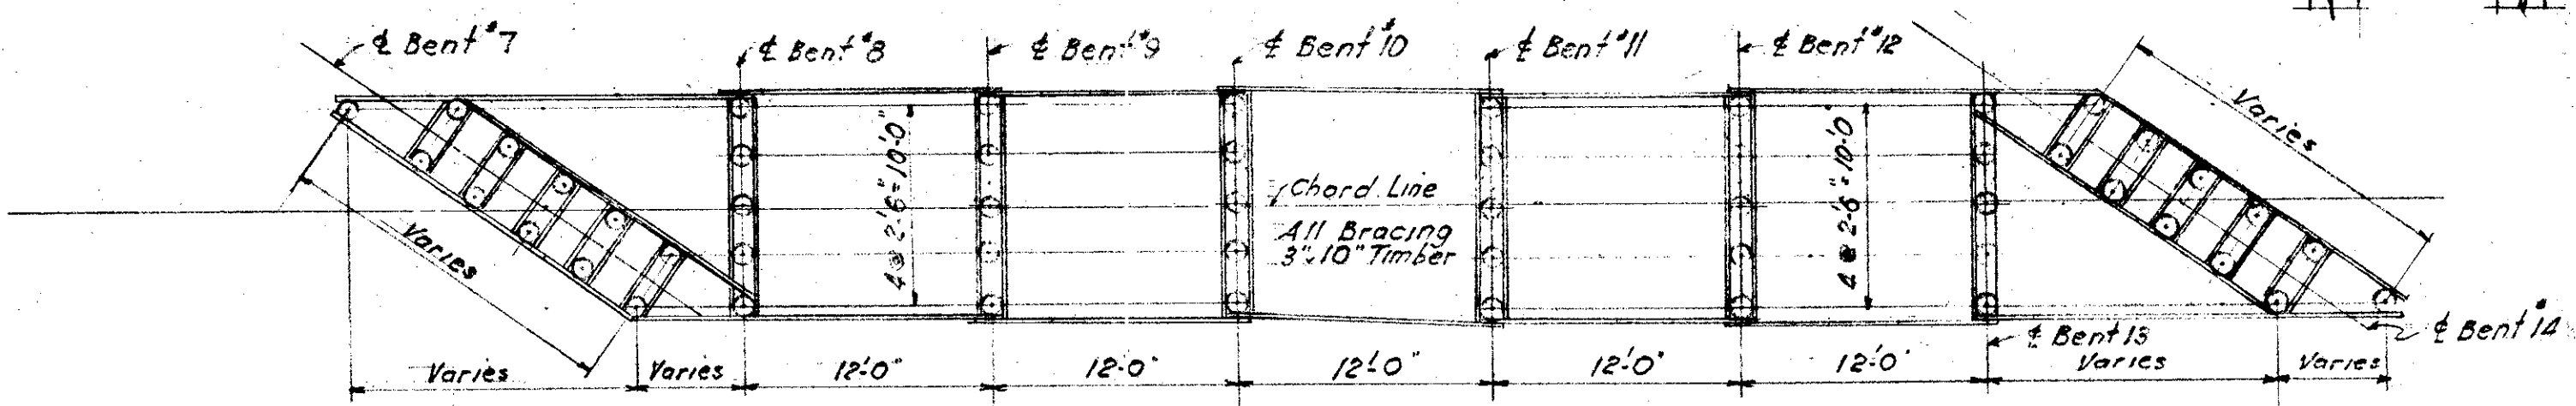 ℄ Bent #7
℄ Bent #8
℄ Bent #9
℄ Bent #10
℄ Bent #11
℄ Bent #12
Varies
4@2'-6"=10'-0"
4@2'-6"=10'-0"
Chord Line
All Bracing
3"x10" Timber
Varies
℄ Bent 13
℄ Bent #14
Varies
Varies
12'-0"
12'-0"
12'-0"
12'-0"
12'-0"
Varies
Varies